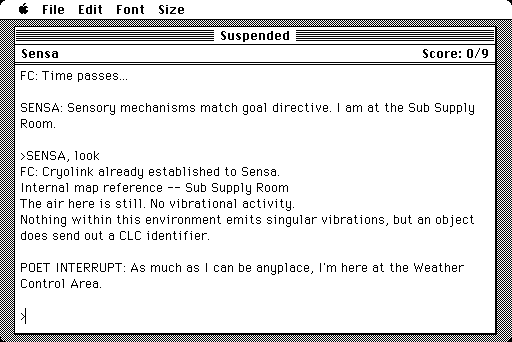 File Edit Font Size
Suspended
Sensa Score: 0/9
FC: Time passes...
SENSA: Sensory mechanisms match goal directive. I am at the Sub Supply
Room.
>SENSA, look
FC: Cryolink already established to Sensa.
Internal map reference -- Sub Supply Room
The air here is still. No vibrational activity.
Nothing within this environment emits singular vibrations, but an object
does send out a CLC identifier.
POET INTERRUPT: As much as I can be anyplace, I'm here at the Weather
Control Area.
>